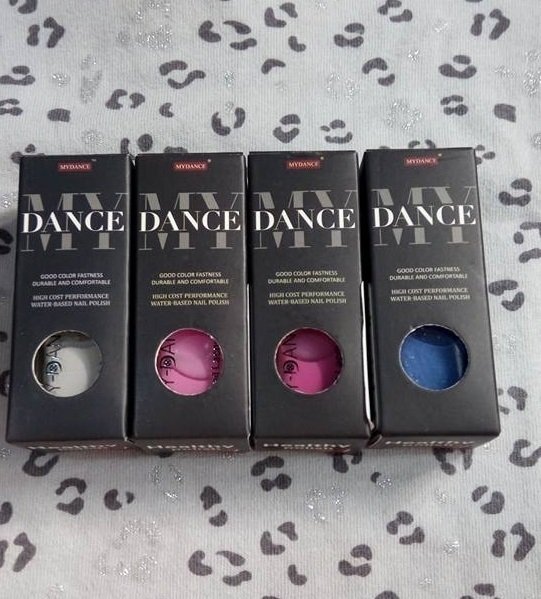 MYDANCE
MY
DANCE
GOOD COLOR FASTNESS
DURABLE AND COMFORTABLE
HIGH COST PERFORMANCE
WATER-BASED NAIL POLISH
MYDANCE
MY
DANCE
GOOD COLOR FASTNESS
DURABLE AND COMFORTABLE
HIGH COST PERFORMANCE
WATER-BASED NAIL POLISH
Healthy
MYDANCE
MY
DANCE
GOOD COLOR FASTNESS
DURABLE AND COMFORTABLE
HIGH COST PERFORMANCE
WATER-BASED NAIL POLISH
Healthy
MYDANCE
MY
DANCE
GOOD COLOR FASTNESS
DURABLE AND COMFORTABLE
HIGH COST PERFORMANCE
WATER-BASED NAIL POLISH
Healthy